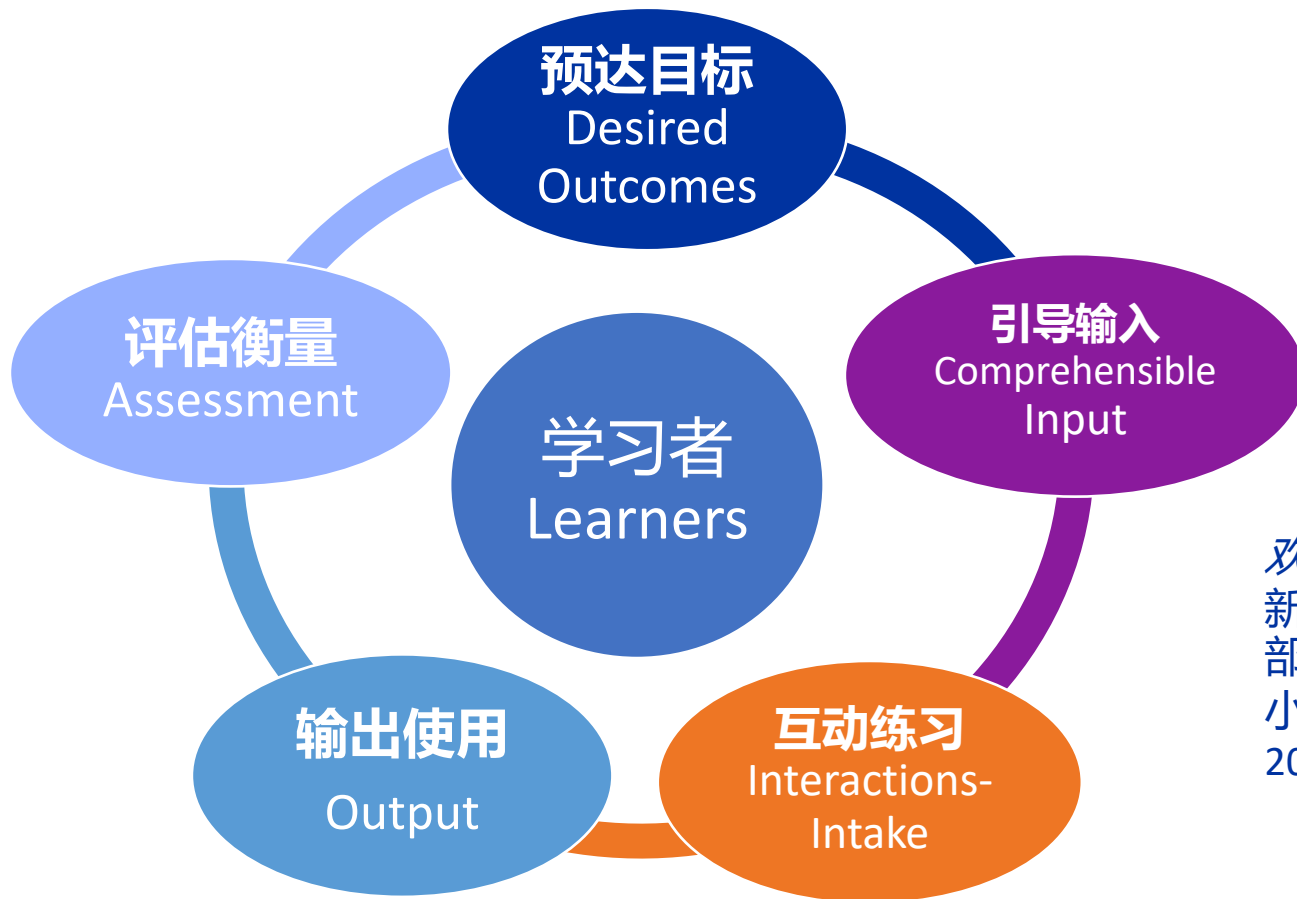 预达目标
Desired
Outcomes
引导输入
Comprehensible
Input
评估衡量
Assessment
学习者
Learners
新
部
小
输出使用
Output
互动练习
Interactions-
Intake